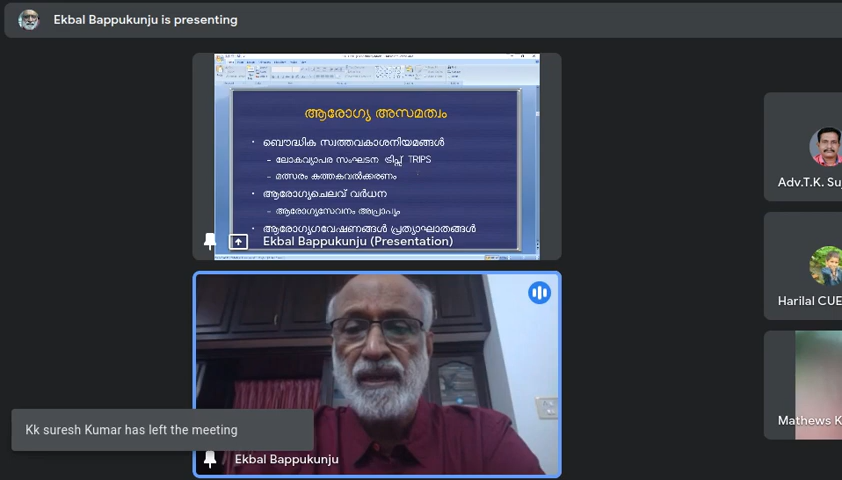 Ekbal Bappukunju is presenting
ആരോഗ്യ അസമത്വം
• ബൌദ്ധിക സ്വത്തവകാശനിയമങ്ങൾ
– ലോകവ്യാപര സംഘടന ട്രിപ്പ് TRIPS
– മത്സരം കുത്തകവൽക്കരണം
• ആരോഗ്യചെലവ് വർധന
– ആരോഗ്യസേവനം അപ്രാപ്യം
• ആരോഗ്യഗവേഷണങ്ങൾ പ്രത്യാഘാതങ്ങൾ
Ekbal Bappukunju (Presentation)
Adv.T.K. Su
Harilal CUE
Mathews K
Kk suresh Kumar has left the meeting
Ekbal Bappukunju